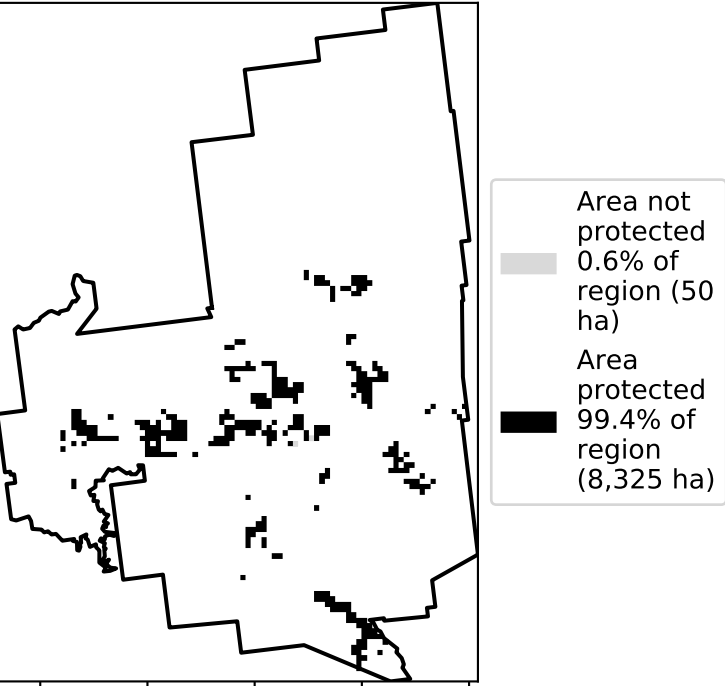 Area not
protected
0.6% of
region (50
ha)
Area
protected
99.4% of
region
(8,325 ha)